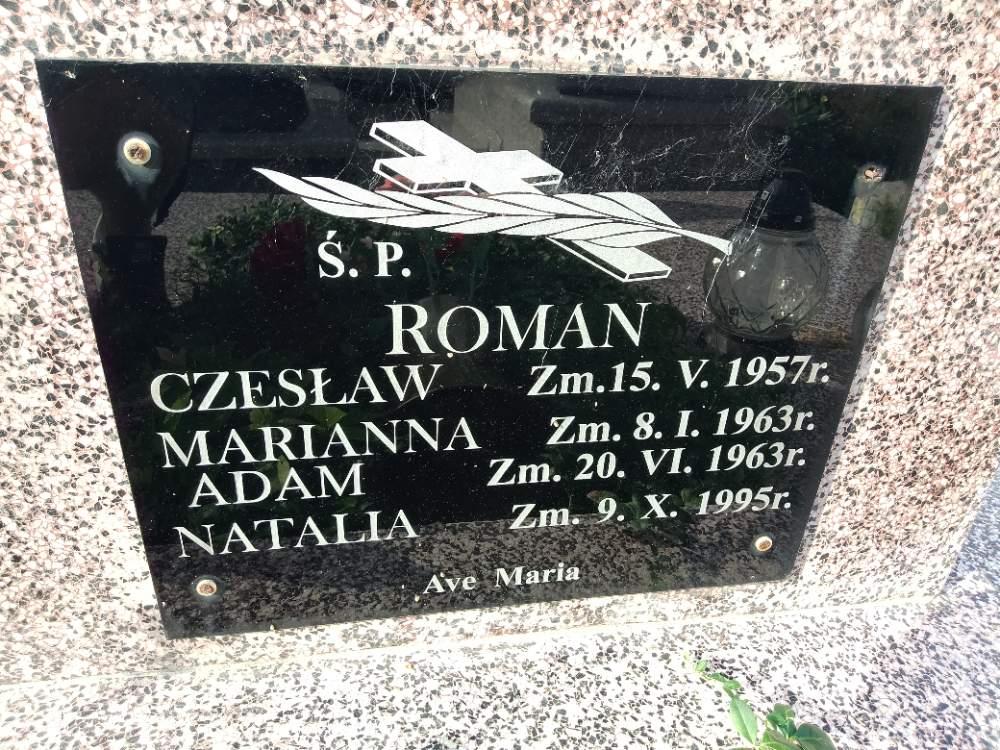 Ś. P.
ROMAN
CZESŁAW Zm. 15. V. 1957r.
MARIANNA Zm. 8. I. 1963r.
ADAM Zm. 20. VI. 1963r.
NATALIA Zm. 9. X. 1995r.
Ave Maria